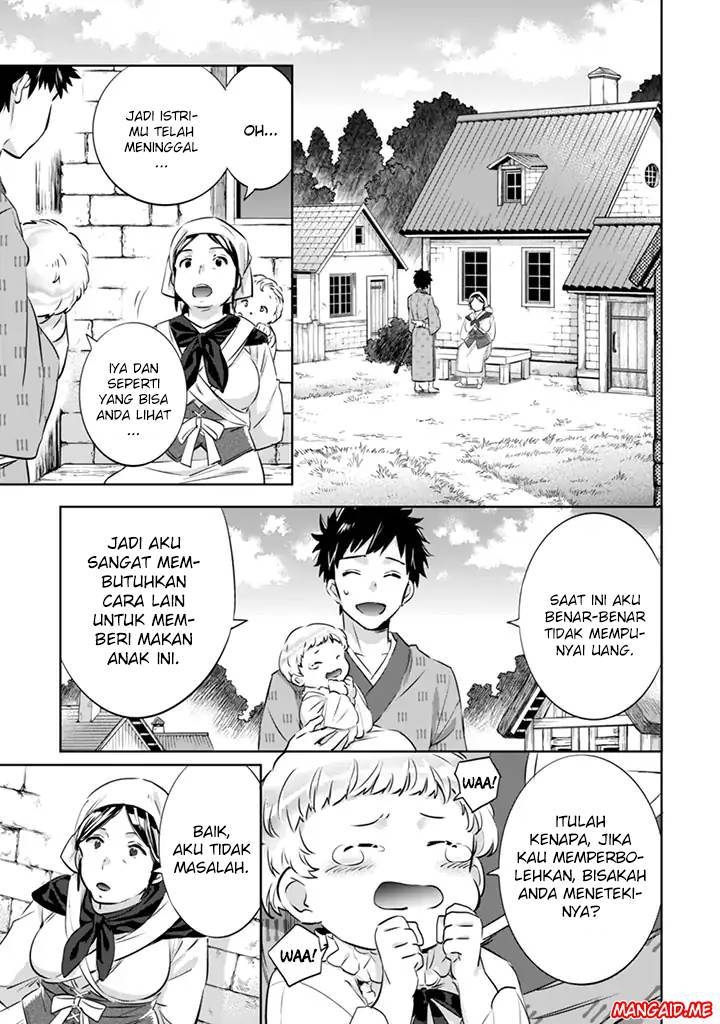 OH...
JADI ISTRI-
MU TELAH
MENINGGAL
...
IYA DAN
SEPERTI
YANG BISA
ANDA LIHAT
...
SAAT INI AKU
BENAR-BENAR
TIDAK MEMPU-
NYAI UANG.
JADI AKU
SANGAT MEM-
BUTUHKAN
CARA LAIN
UNTUK MEM-
BERI MAKAN
ANAK INI.
WAA!
ITULAH
KENAPA, JIKA
KAU MEMPERBO-
LEHKAN, BISAKAH
ANDA MENETEKI-
NYA?
WAA!
BAIK,
AKU TIDAK
MASALAH.
MANGAID.ME